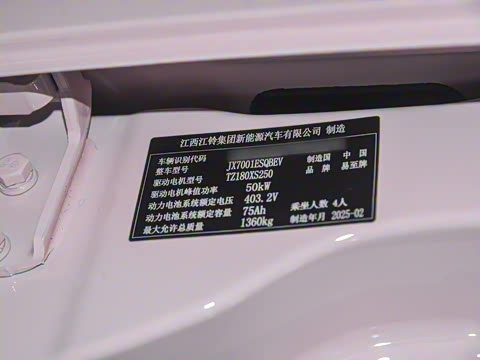 江西江铃集团新能源汽车有限公司 制造
车辆识别代码 制造国 中 国
整车型号 JX7001ESQBEV 品 牌 易至牌
驱动电机型号 TZ180XS250
驱动电机峰值功率 50kW
动力电池系统额定电压 403.2V
动力电池系统额定容量 75Ah 乘坐人数 4人
最大允许总质量 1360kg 制造年月 2025-02